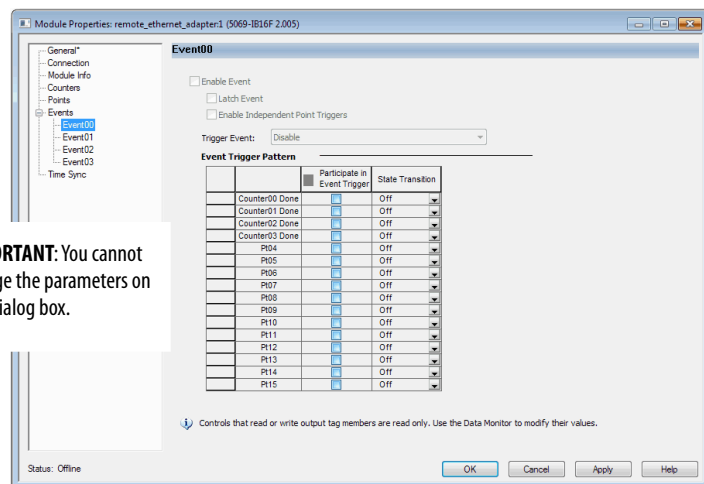 Module Properties: remote_ethernet_adapter:1 (5069-IB16F 2.005)
General*
Connection
Module Info
Counters
Points
Events
Event00
Event01
Event02
Event03
Time Sync
ORTANT: You cannot
ge the parameters on
ialog box.
Status: Offline
Event00
Enable Event
Latch Event
Enable Independent Point Triggers
Trigger Event: Disable
Event Trigger Pattern
Participate in Event Trigger State Transition
Counter00 Done Off
Counter01 Done Off
Counter02 Done Off
Counter03 Done Off
Pt04 Off
Pt05 Off
Pt06 Off
Pt07 Off
Pt08 Off
Pt09 Off
Pt10 Off
Pt11 Off
Pt12 Off
Pt13 Off
Pt14 Off
Pt15 Off
Controls that read or write output tag members are read only. Use the Data Monitor to modify their values.
OK Cancel Apply Help